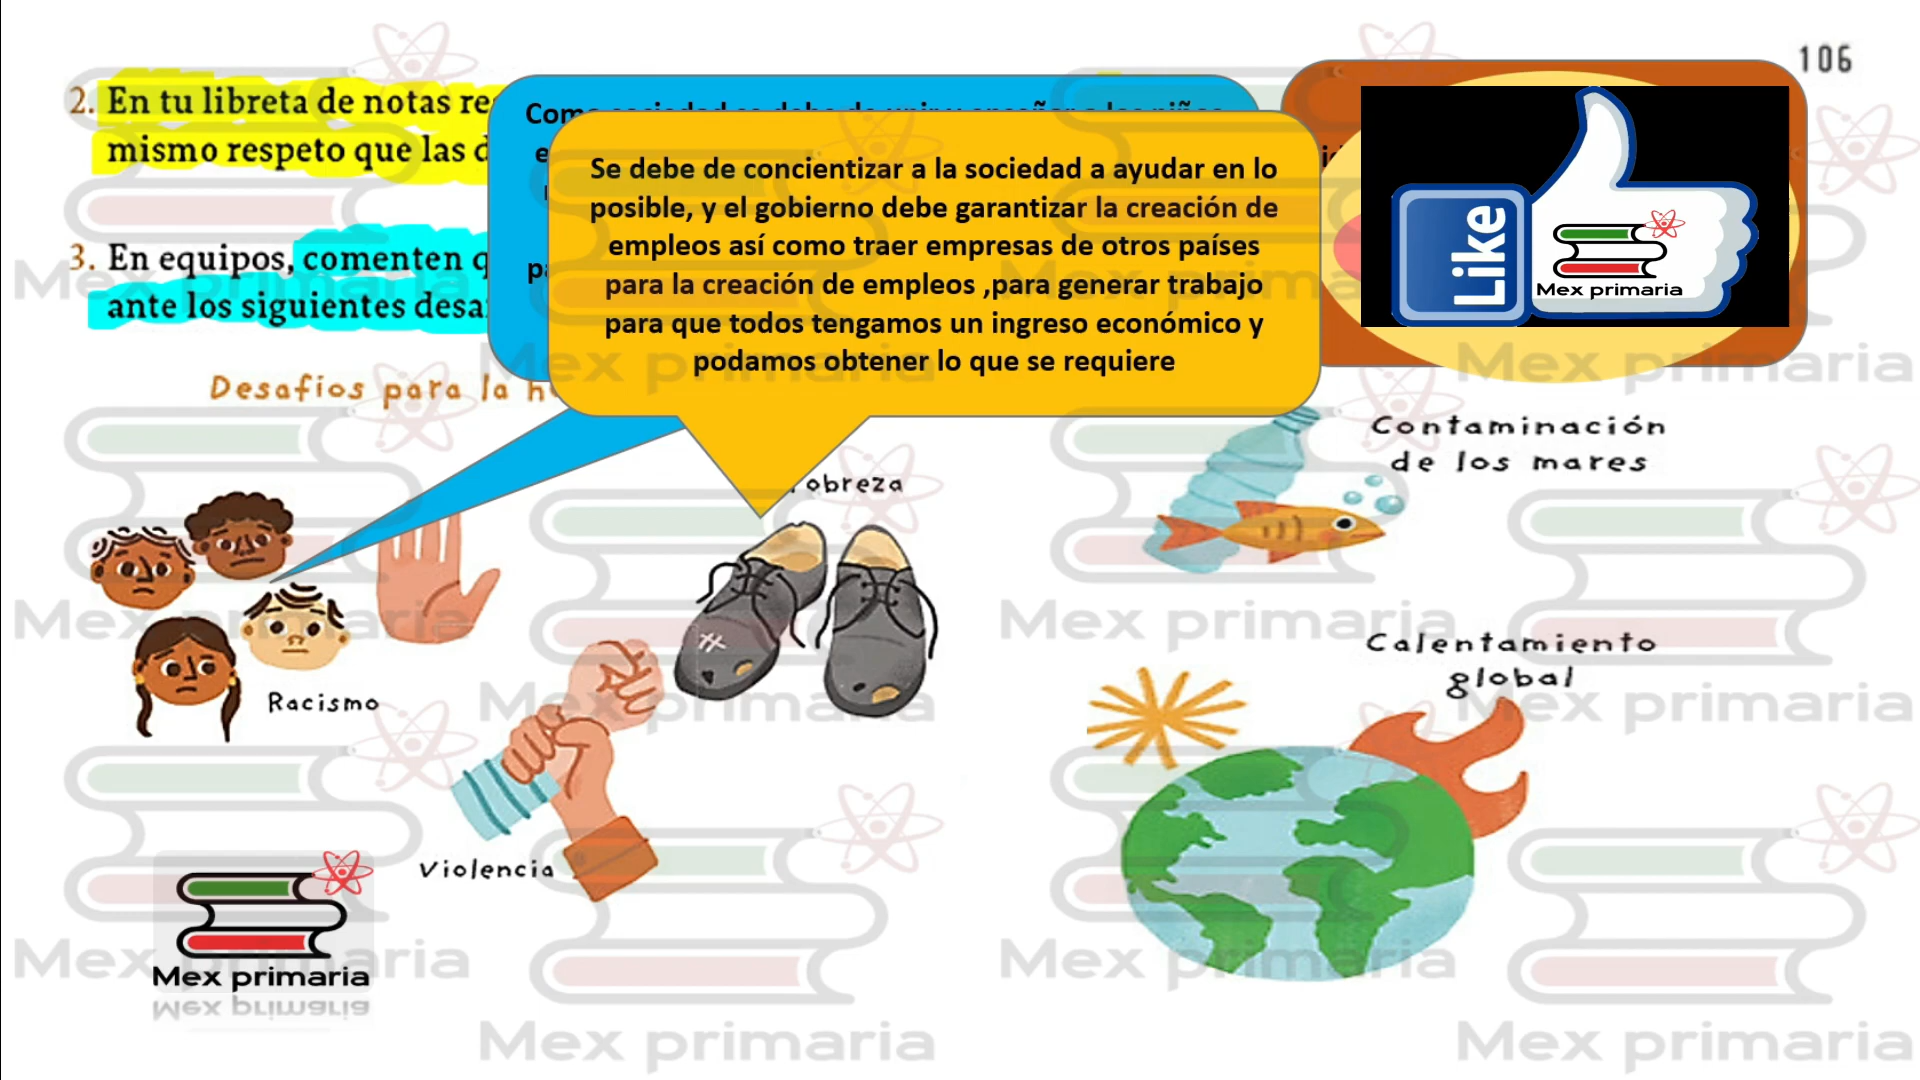 106
2. En tu libreta de notas
mismo respeto que las
3. En equipos, comenten
ante los siguientes
Se debe de concientizar a la sociedad a ayudar en lo
posible, y el gobierno debe garantizar la creación de
empleos así como traer empresas de otros países
para la creación de empleos ,para generar trabajo
para que todos tengamos un ingreso económico y
podamos obtener lo que se requiere
Like
Mex primaria
Desafíos para la
Contaminación
de los mares
Calentamiento
global
Racismo
Violencia
Mex primaria